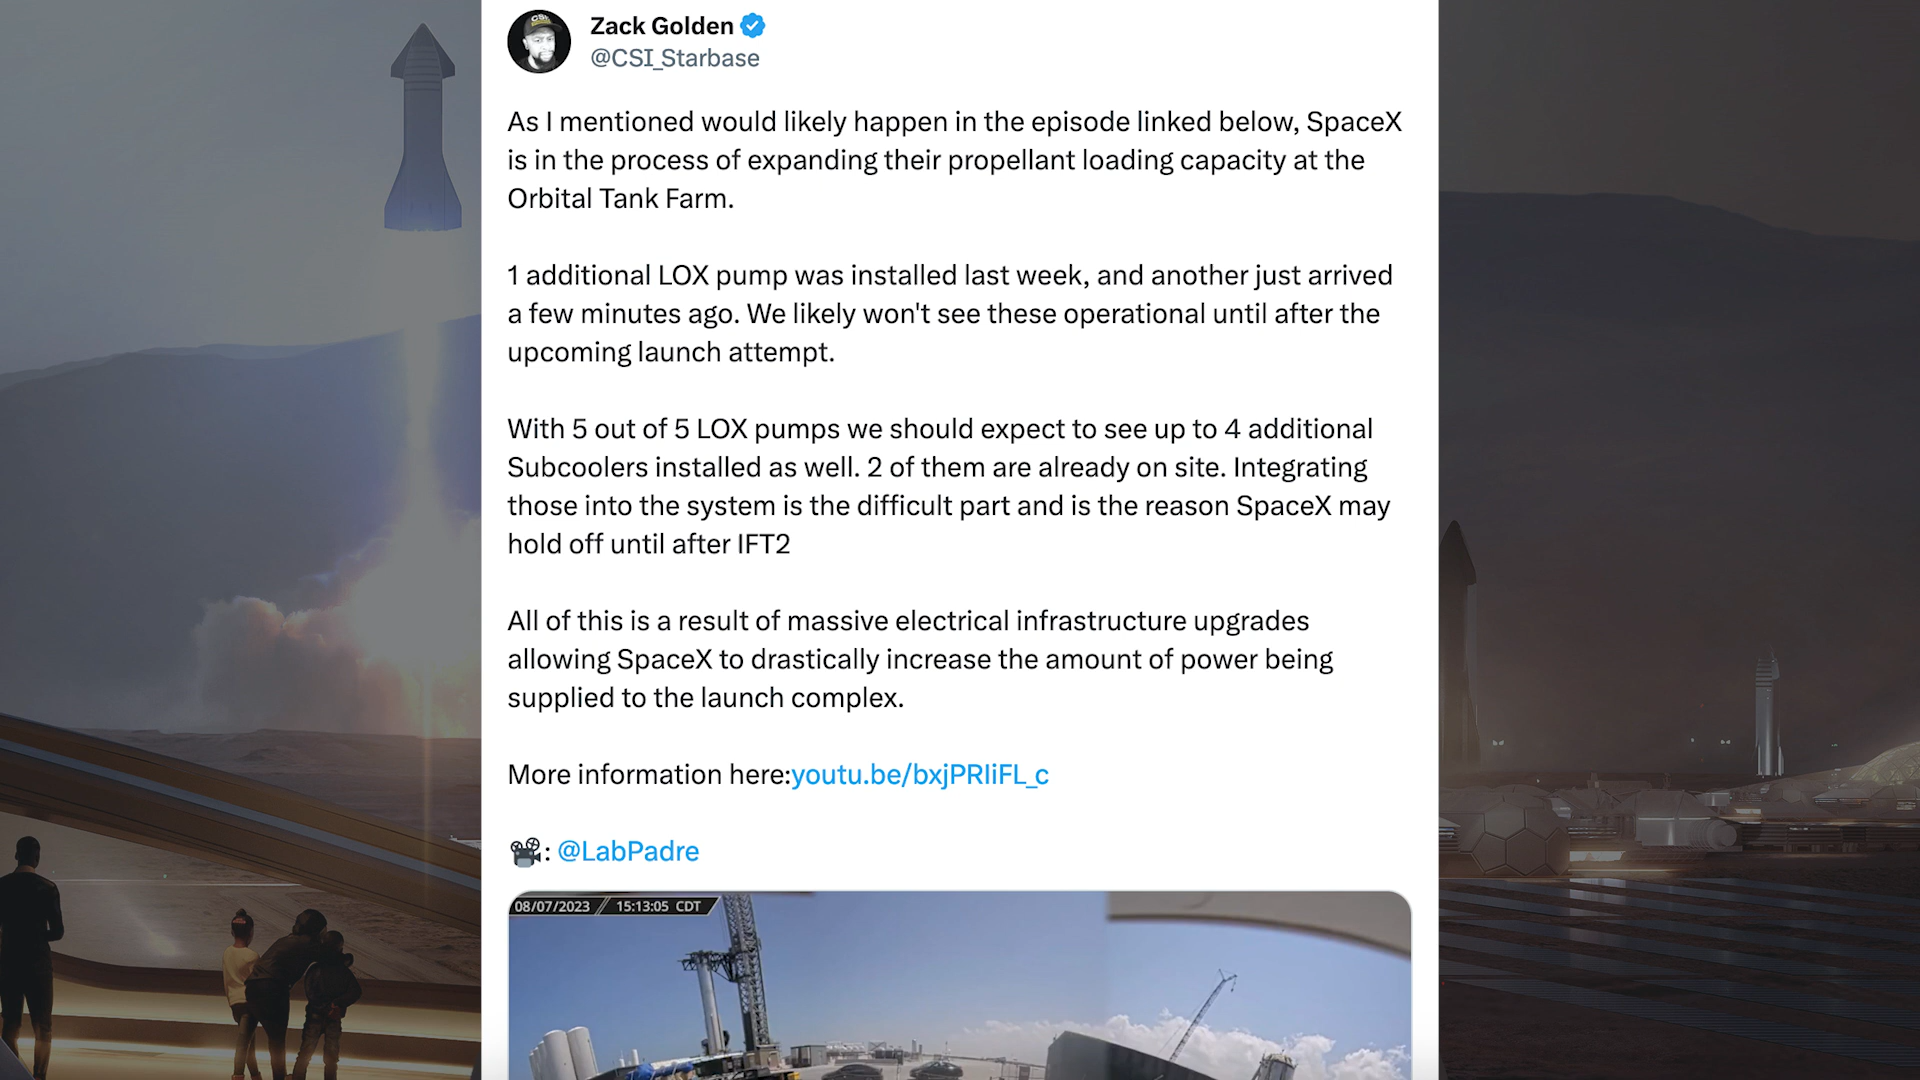 Zack Golden
@CSI_Starbase
As I mentioned would likely happen in the episode linked below, SpaceX
is in the process of expanding their propellant loading capacity at the
Orbital Tank Farm.
1 additional LOX pump was installed last week, and another just arrived
a few minutes ago. We likely won't see these operational until after the
upcoming launch attempt.
With 5 out of 5 LOX pumps we should expect to see up to 4 additional
Subcoolers installed as well. 2 of them are already on site. Integrating
those into the system is the difficult part and is the reason SpaceX may
hold off until after IFT2
All of this is a result of massive electrical infrastructure upgrades
allowing SpaceX to drastically increase the amount of power being
supplied to the launch complex.
More information here:youtu.be/bxjPRIiFL_c
: @LabPadre
08/07/2023 // 15:13:05 CDT